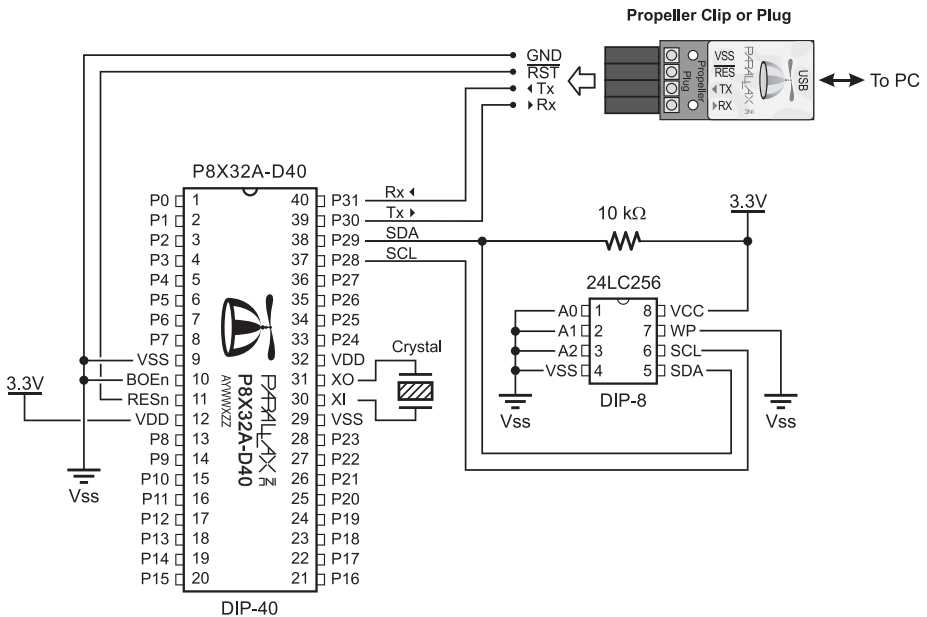 Propeller Clip or Plug
GND
RST
Tx
Rx
Propeller
Plug
VSS
RES
TX
RX
PARALLAX
USB
To PC
P8X32A-D40
P0 1 40 P31 Rx
P1 2 39 P30 Tx
P2 3 38 P29 SDA
P3 4 37 P28 SCL
P4 5 36 P27
P5 6 35 P26
P6 7 34 P25
P7 8 33 P24
VSS 9 32 VDD
BOEn 10 31 XO
RESn 11 30 XI
VDD 12 29 VSS
P8 13 28 P23
P9 14 27 P22
P10 15 26 P21
P11 16 25 P20
P12 17 24 P19
P13 18 23 P18
P14 19 22 P17
P15 20 21 P16
PARALLAX
P8X32A-D40
AYWWXZZ
DIP-40
3.3V
Vss
Crystal
10 kΩ
3.3V
24LC256
A0 1 8 VCC
A1 2 7 WP
A2 3 6 SCL
VSS 4 5 SDA
DIP-8
Vss
Vss